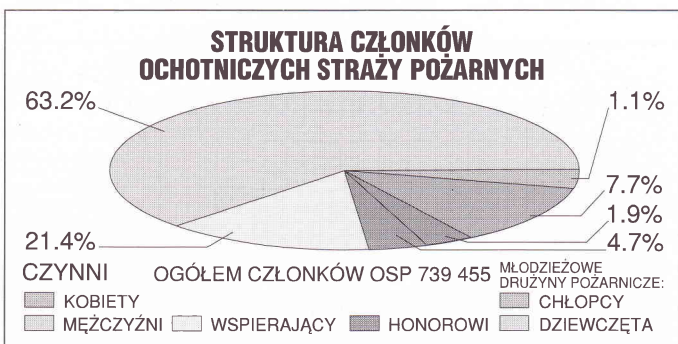 STRUKTURA CZŁONKÓW
OCHOTNICZYCH STRAŻY POŻARNYCH
63.2%
1.1%
7.7%
1.9%
21.4%
4.7%
CZYNNI
OGÓŁEM CZŁONKÓW OSP 739 455
MŁODZIEŻOWE
DRUŻYNY POŻARNICZE:
KOBIETY
CHŁOPCY
MĘŻCZYŹNI
WSPIERAJĄCY
HONOROWI
DZIEWCZĘTA